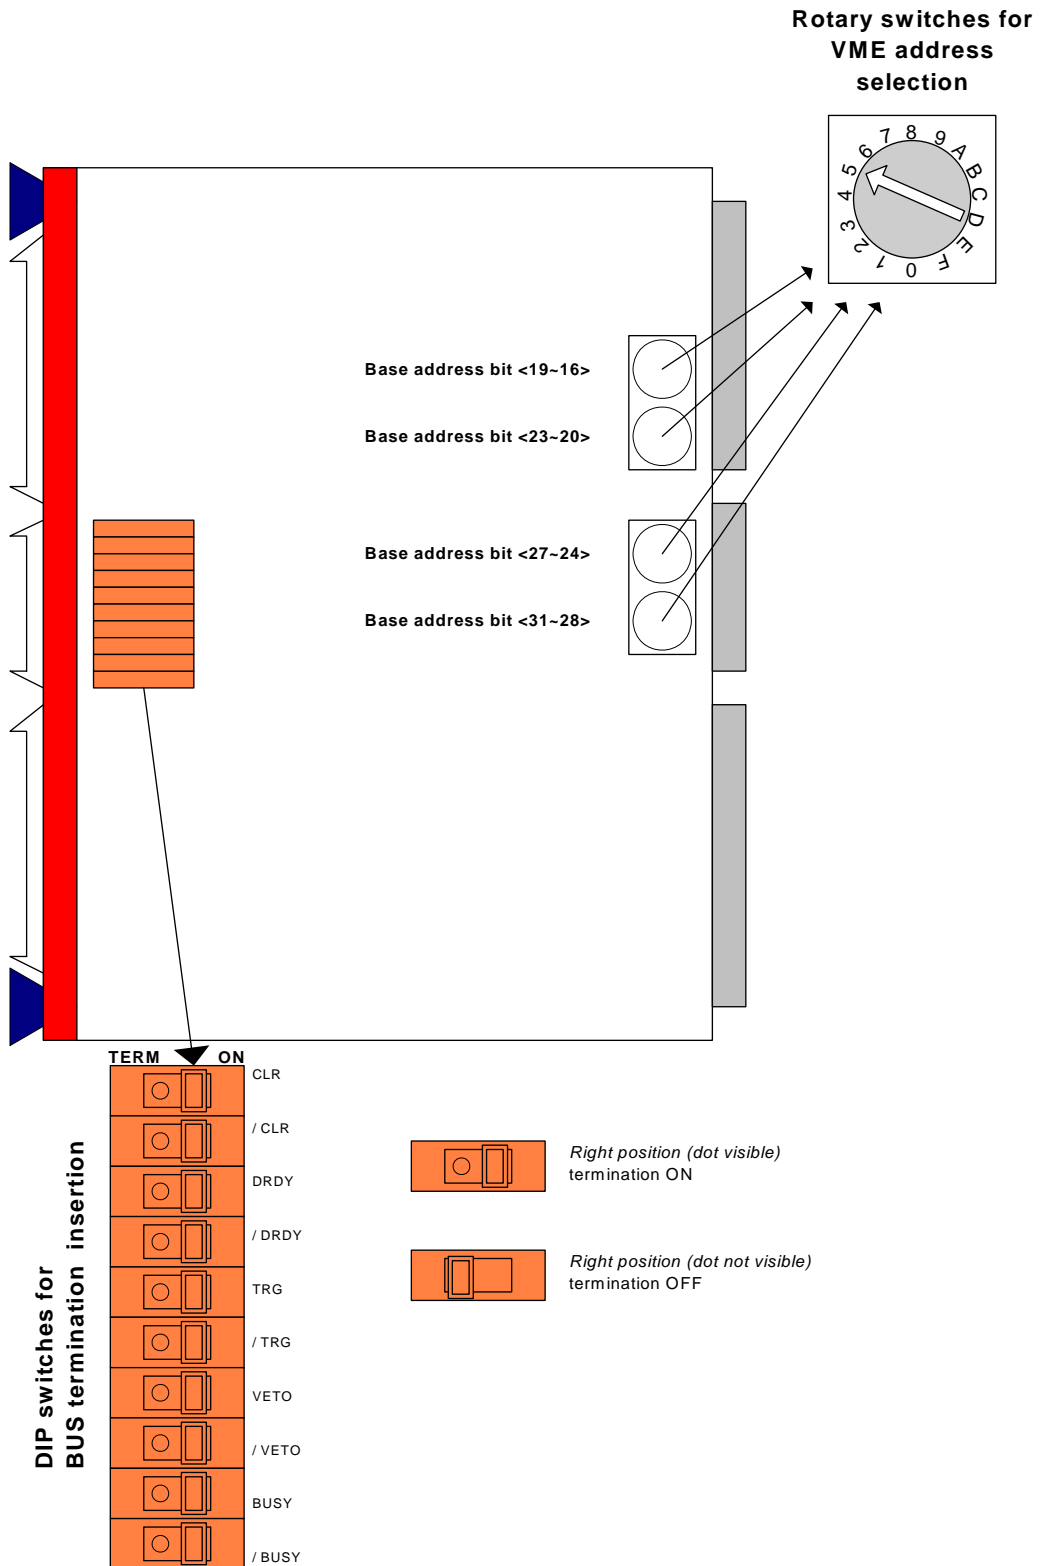 Rotary switches for
VME address
selection
7 8 9 A B C D E F 0 1 2 3 4 5 6
Base address bit <19~16>
Base address bit <23~20>
Base address bit <27~24>
Base address bit <31~28>
TERM ON
CLR
/ CLR
DRDY
/ DRDY
TRG
/ TRG
VETO
/ VETO
BUSY
/ BUSY
DIP switches for
BUS termination insertion
Right position (dot visible)
termination ON
Right position (dot not visible)
termination OFF